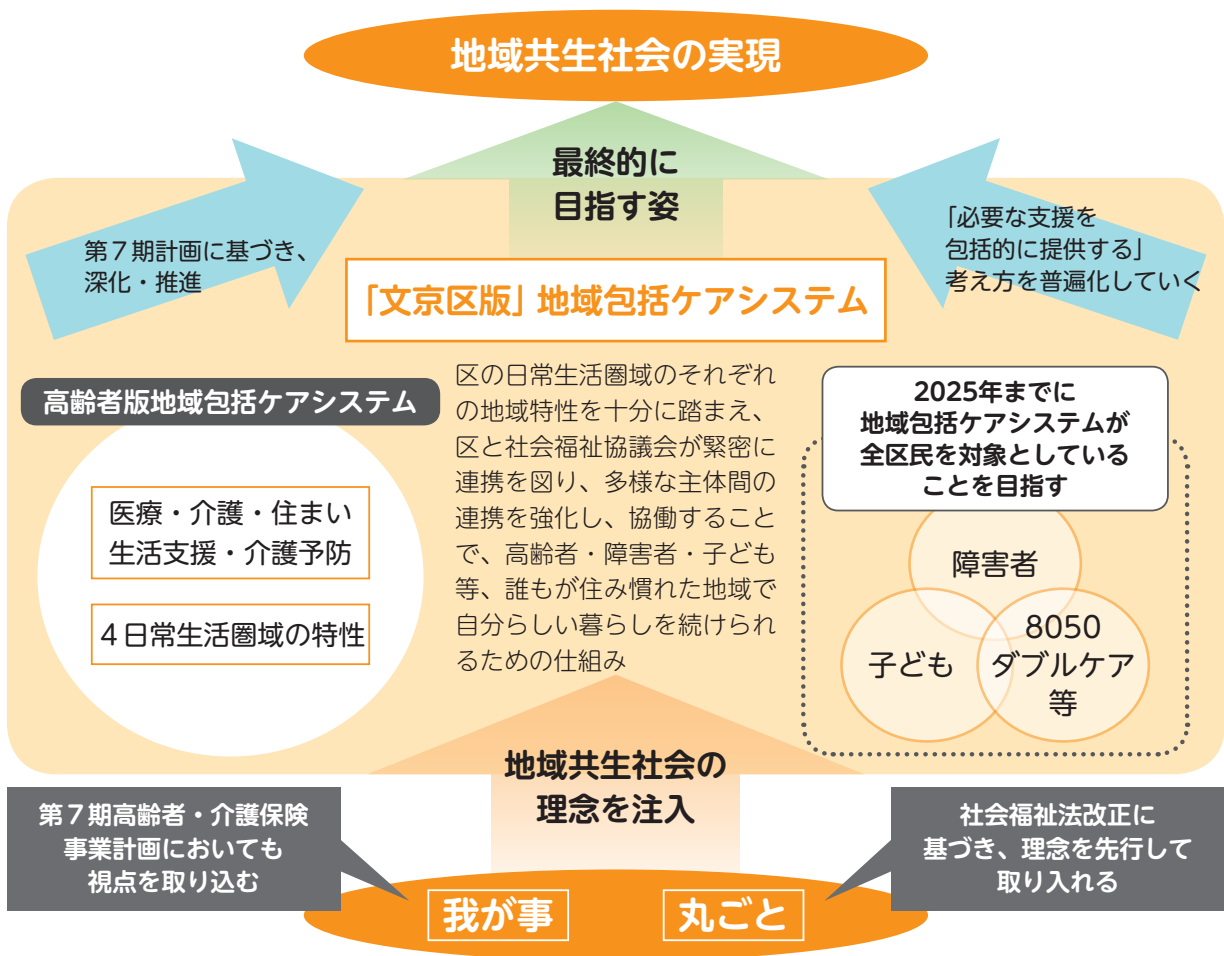 地域共生社会の実現
最終的に
目指す姿
第7期計画に基づき、
深化・推進
「必要な支援を
包括的に提供する」
考え方を普遍化していく
「文京区版」地域包括ケアシステム
高齢者版地域包括ケアシステム
医療・介護・住まい
生活支援・介護予防
4日常生活圏域の特性
区の日常生活圏域のそれぞれ
の地域特性を十分に踏まえ、
区と社会福祉協議会が緊密に
連携を図り、多様な主体間の
連携を強化し、協働すること
で、高齢者・障害者・子ども
等、誰もが住み慣れた地域で
自分らしい暮らしを続けられ
るための仕組み
2025年までに
地域包括ケアシステムが
全区民を対象としている
ことを目指す
障害者
子ども
8050
ダブルケア
等
地域共生社会の
理念を注入
第7期高齢者・介護保険
事業計画においても
視点を取り込む
社会福祉法改正に
基づき、理念を先行して
取り入れる
我が事
丸ごと